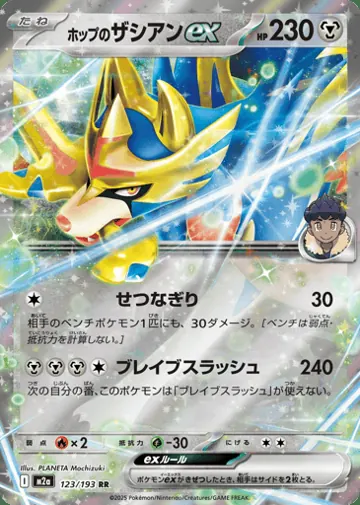 たね ホップのザシアンex HP230
せつなぎり 30
相手のベンチポケモン1匹にも、30ダメージ。[ベンチは弱点・
抵抗力を計算しない。]
ブレイブスラッシュ 240
次の自分の番、このポケモンは「ブレイブスラッシュ」が使えない。
弱点 ×2 抵抗力 -30 にげる
Illus. PLANETA Mochizuki
exルール
I m2a 123/193 RR
ポケモンexがきぜつしたとき、相手はサイドを2枚とる。
©2025 Pokémon/Nintendo/Creatures/GAME FREAK.